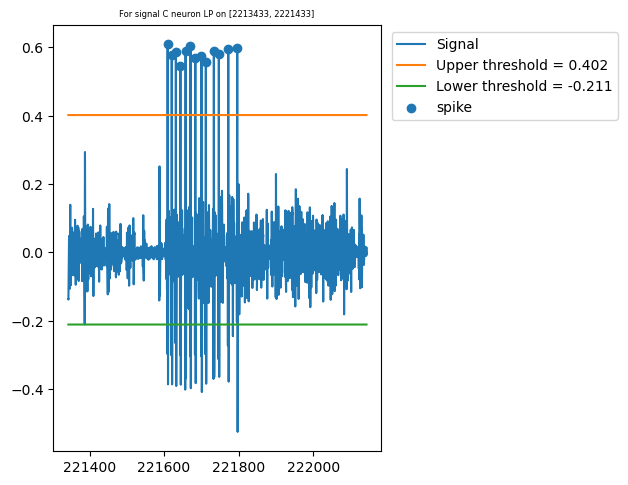 For signal C neuron LP on [2213433, 2221433]
Signal
Upper threshold = 0.402
Lower threshold = -0.211
spike
0.6
0.4
0.2
0.0
−0.2
−0.4
221400 221600 221800 222000